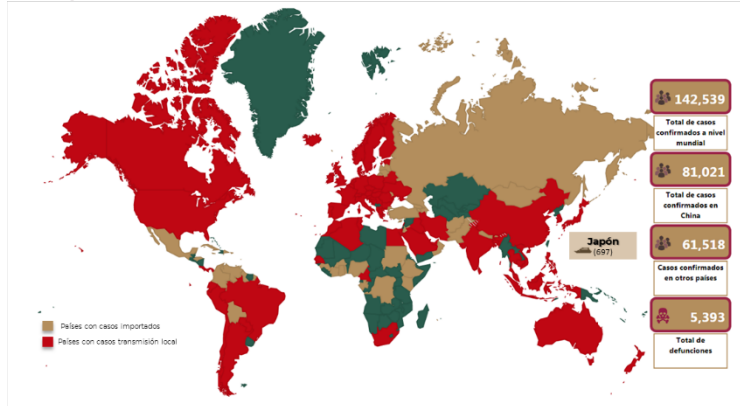 142,539
Total de casos
confirmados a nivel
mundial
81,021
Total de casos
confirmados en
China
Japón
(697)
61,518
Casos confirmados
en otros países
5,393
Total de
defunciones
Países con casos importados
Países con casos transmisión local